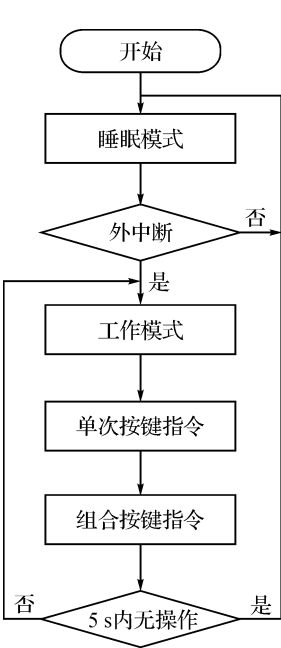 开始
睡眠模式
外中断
否
是
工作模式
单次按键指令
组合按键指令
否
5 s内无操作
是